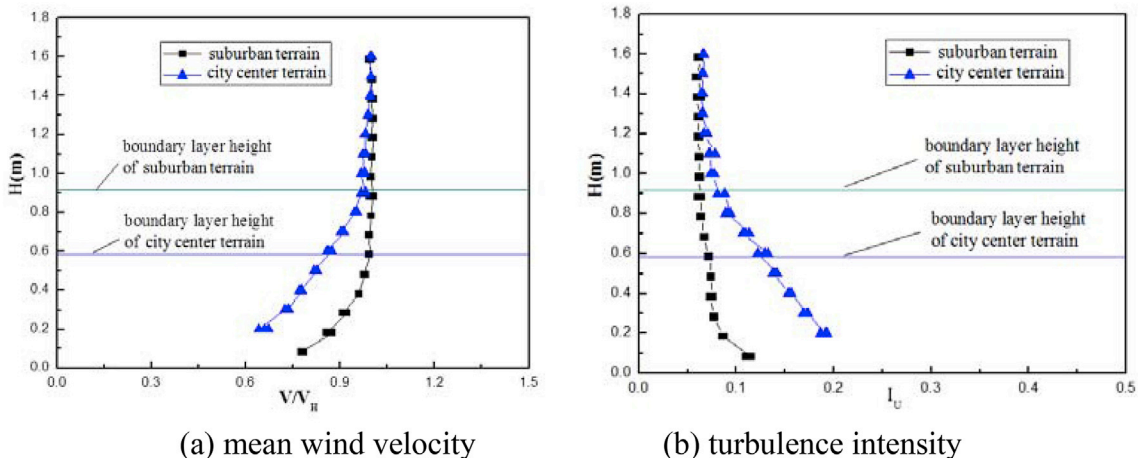 1.8
1.6
1.4
1.2
1.0
0.8
0.6
0.4
0.2
0.0
H(m)
suburban terrain
city center terrain
boundary layer height
of suburban terrain
boundary layer height
of city center terrain
0.0 0.3 0.6 0.9 1.2 1.5
V/V_H
(a) mean wind velocity
1.8
1.6
1.4
1.2
1.0
0.8
0.6
0.4
0.2
0.0
H(m)
suburban terrain
city center terrain
boundary layer height
of suburban terrain
boundary layer height
of city center terrain
0.0 0.1 0.2 0.3 0.4 0.5
I_U
(b) turbulence intensity